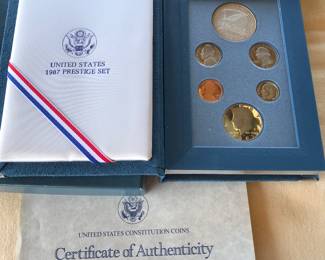 UNITED STATES
1987 PRESTIGE SET
UNITED STATES CONSTITUTION COINS
Certificate of Authenticity